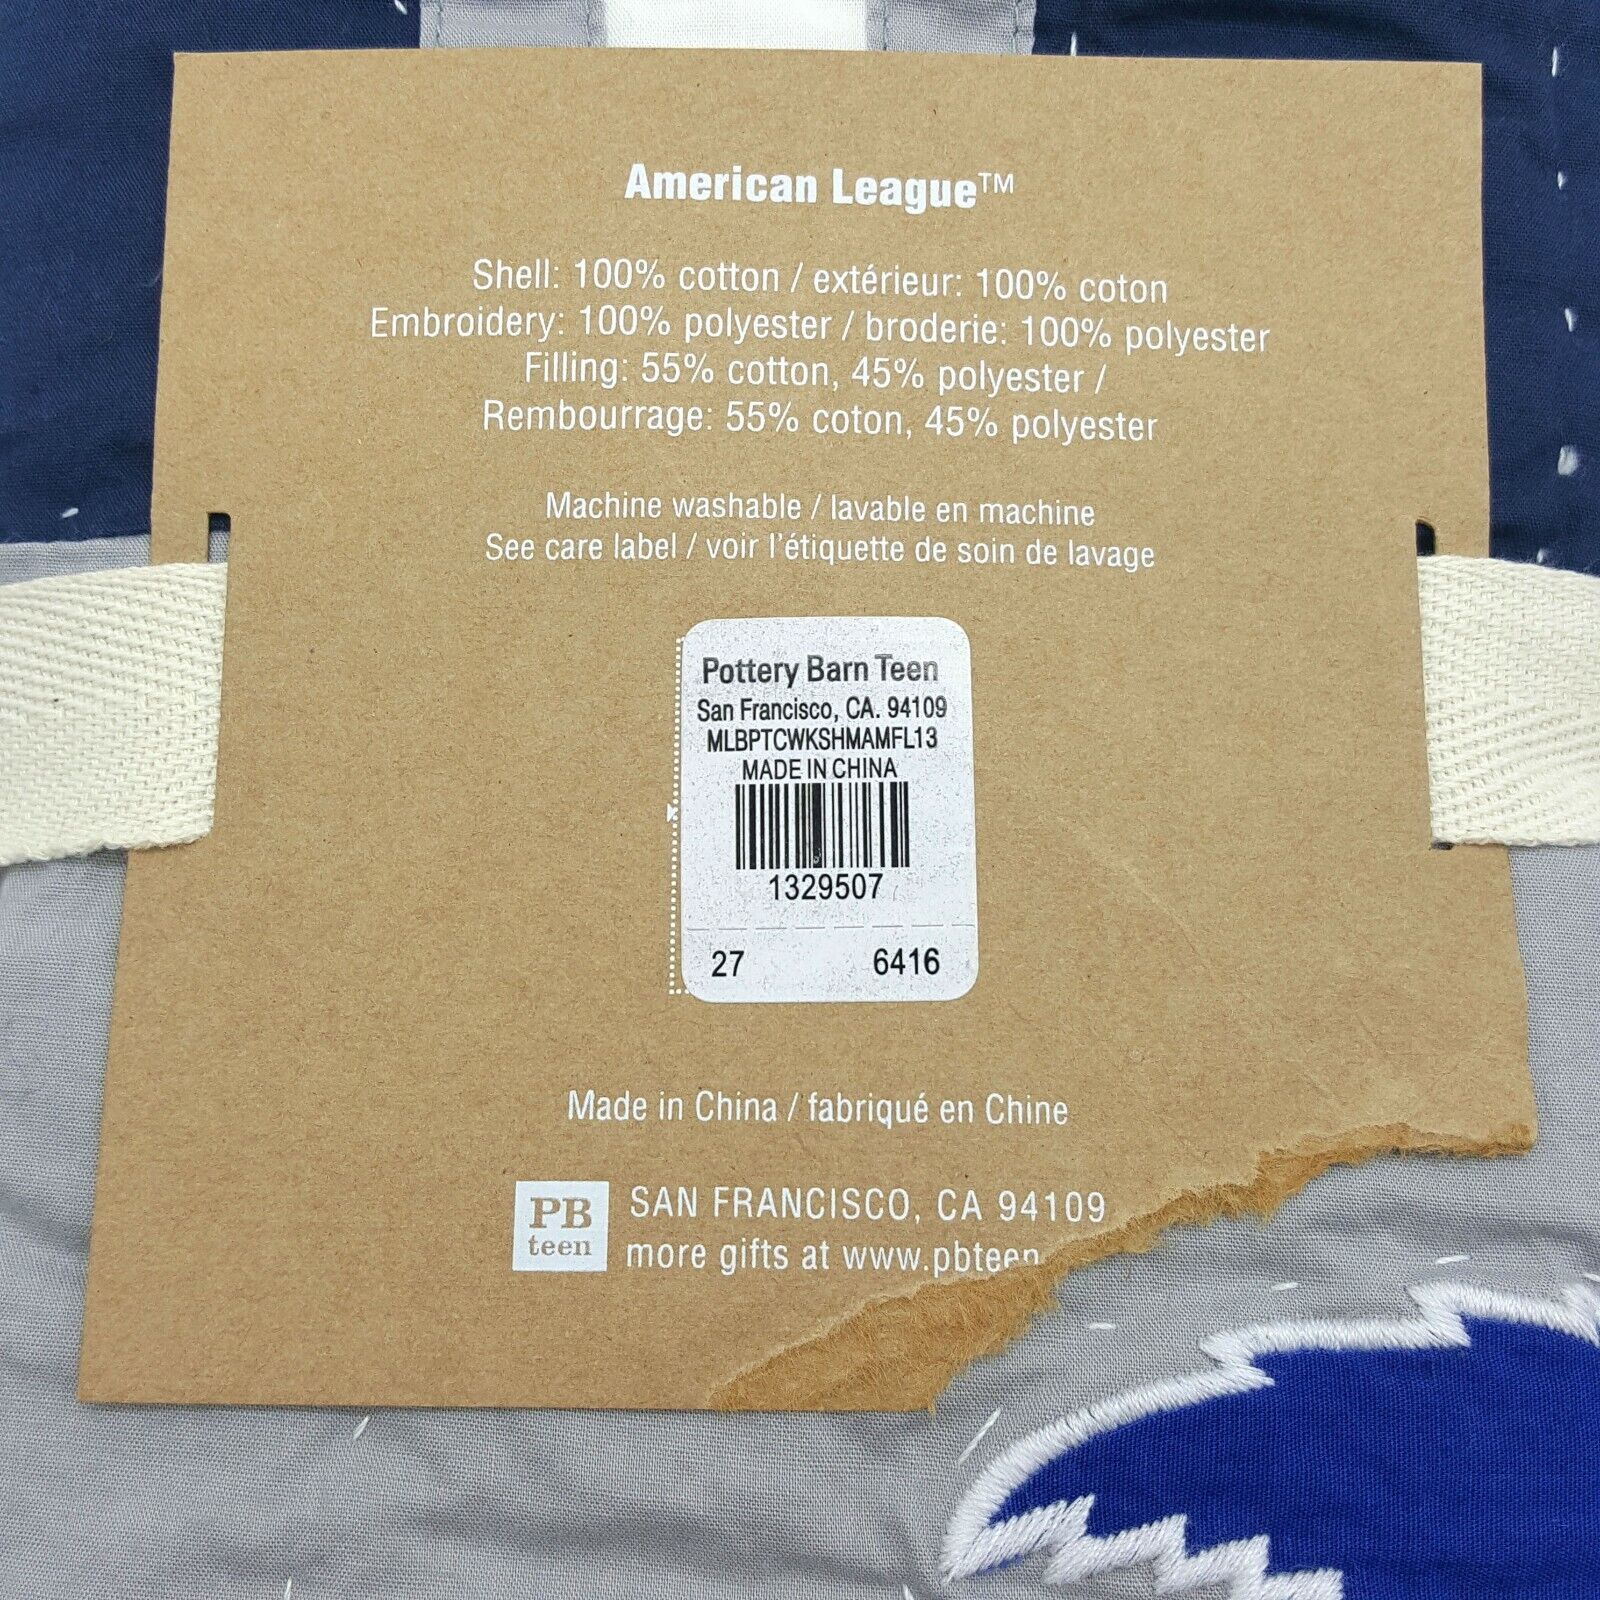 American League™
Shell: 100% cotton / extérieur: 100% coton
Embroidery: 100% polyester / broderie: 100% polyester
Filling: 55% cotton, 45% polyester /
Rembourrage: 55% coton, 45% polyester
Machine washable / lavable en machine
See care label / voir l'étiquette de soin de lavage
Pottery Barn Teen
San Francisco, CA. 94109
MLBPTCWKSHMAMFL13
MADE IN CHINA
1329507
27 6416
Made in China / fabriqué en Chine
PB
teen
SAN FRANCISCO, CA 94109
more gifts at www.pbteen